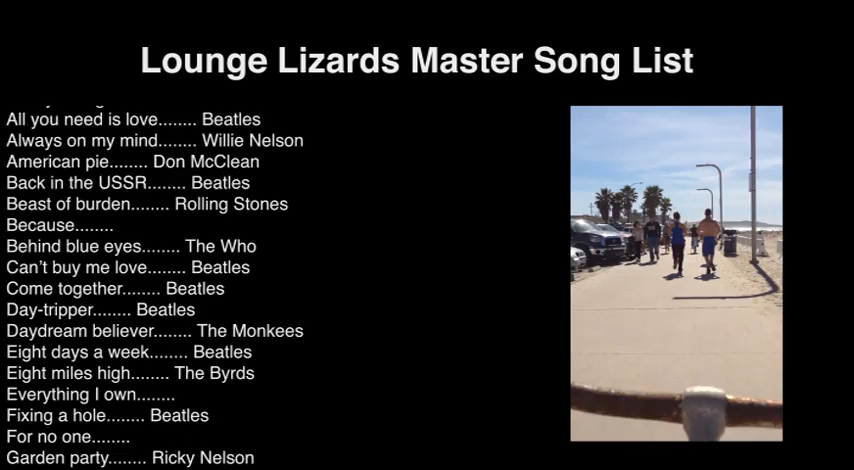 Lounge Lizards Master Song List
All you need is love........ Beatles
Always on my mind........ Willie Nelson
American pie........ Don McClean
Back in the USSR........ Beatles
Beast of burden........ Rolling Stones
Because........
Behind blue eyes........ The Who
Can't buy me love........ Beatles
Come together........ Beatles
Day-tripper........ Beatles
Daydream believer........ The Monkees
Eight days a week........ Beatles
Eight miles high........ The Byrds
Everything I own........
Fixing a hole........ Beatles
For no one........
Garden party........ Ricky Nelson